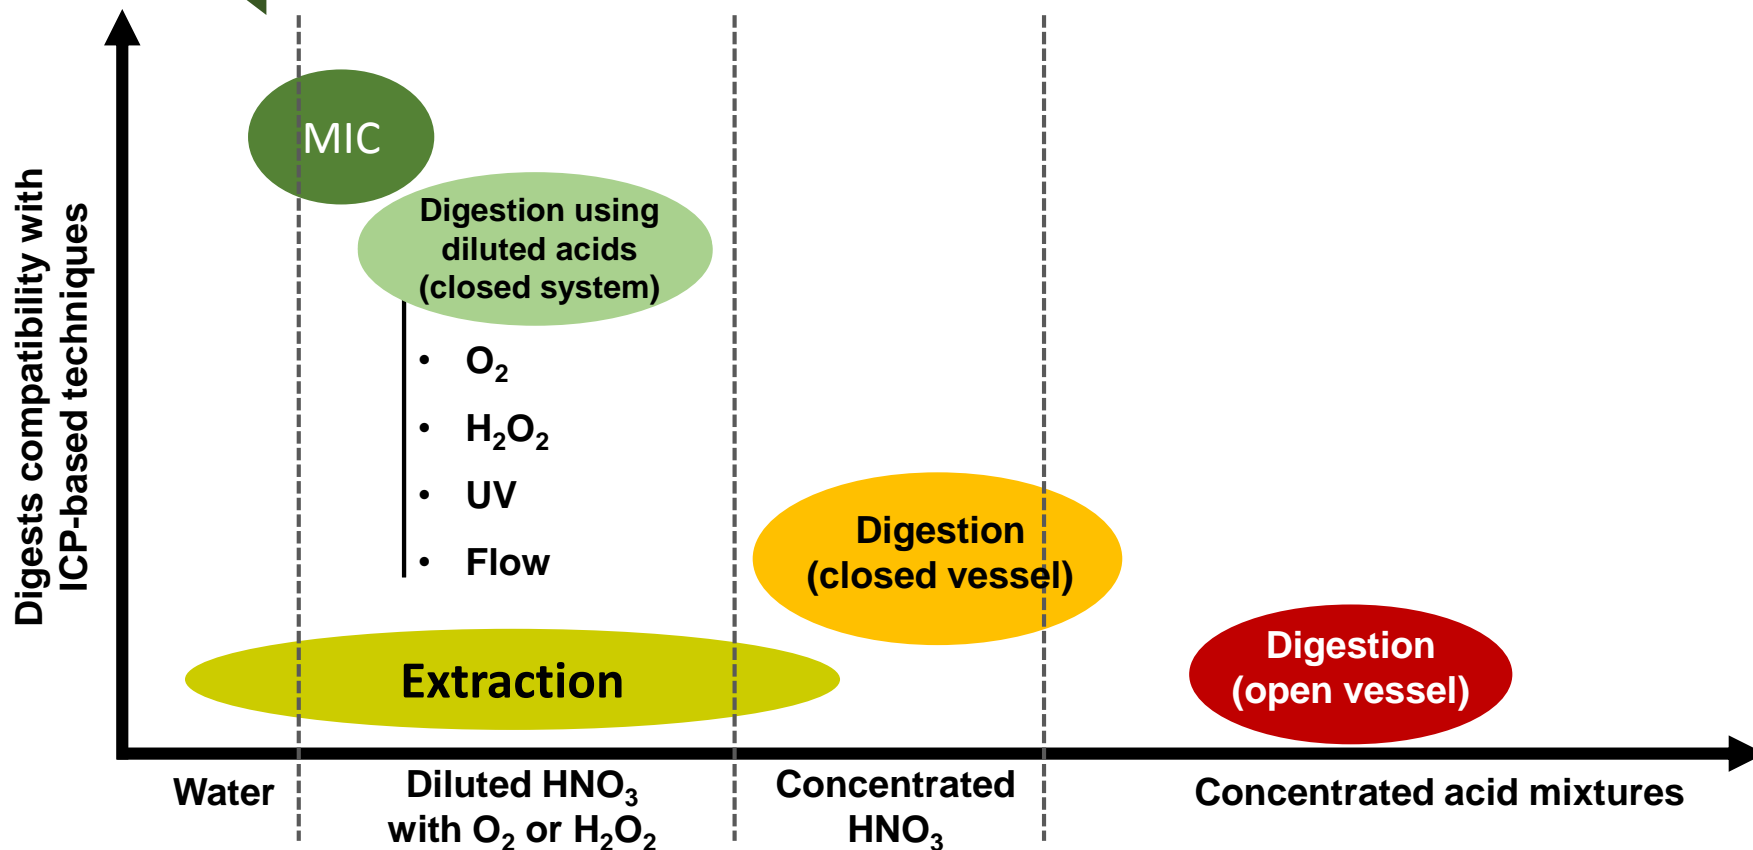 Digests compatibility with
ICP-based techniques
MIC
Digestion using
diluted acids
(closed system)
• O₂
• H₂O₂
• UV
• Flow
Digestion
(closed vessel)
Extraction
Digestion
(open vessel)
Water
Diluted HNO₃
with O₂ or H₂O₂
Concentrated
HNO₃
Concentrated acid mixtures